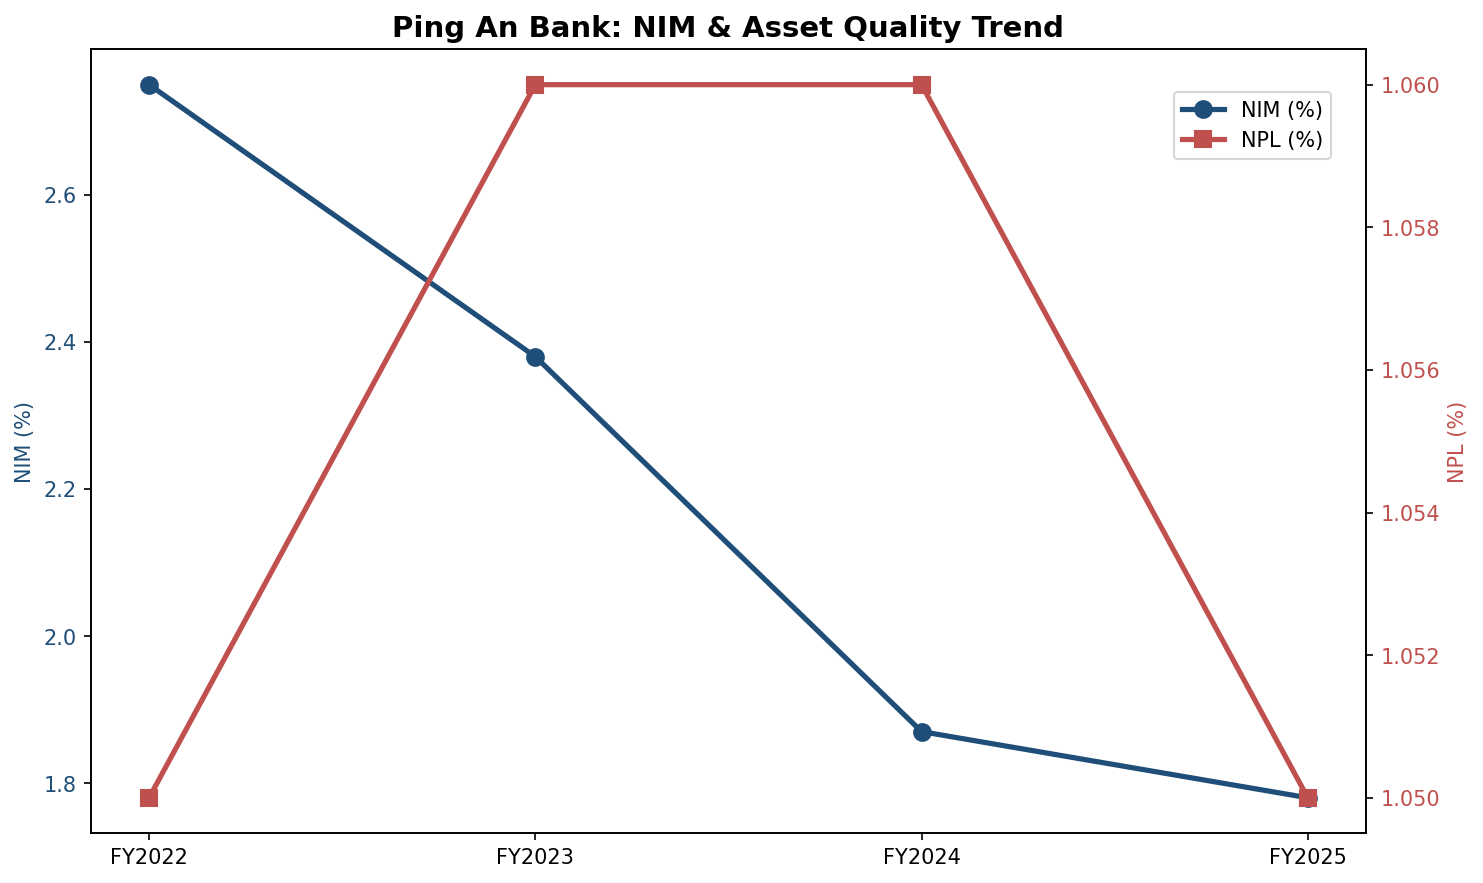 Ping An Bank: NIM & Asset Quality Trend
NIM (%)
NPL (%)
2.6
2.4
2.2
2.0
1.8
NIM (%)
1.060
1.058
1.056
1.054
1.052
1.050
NPL (%)
FY2022
FY2023
FY2024
FY2025